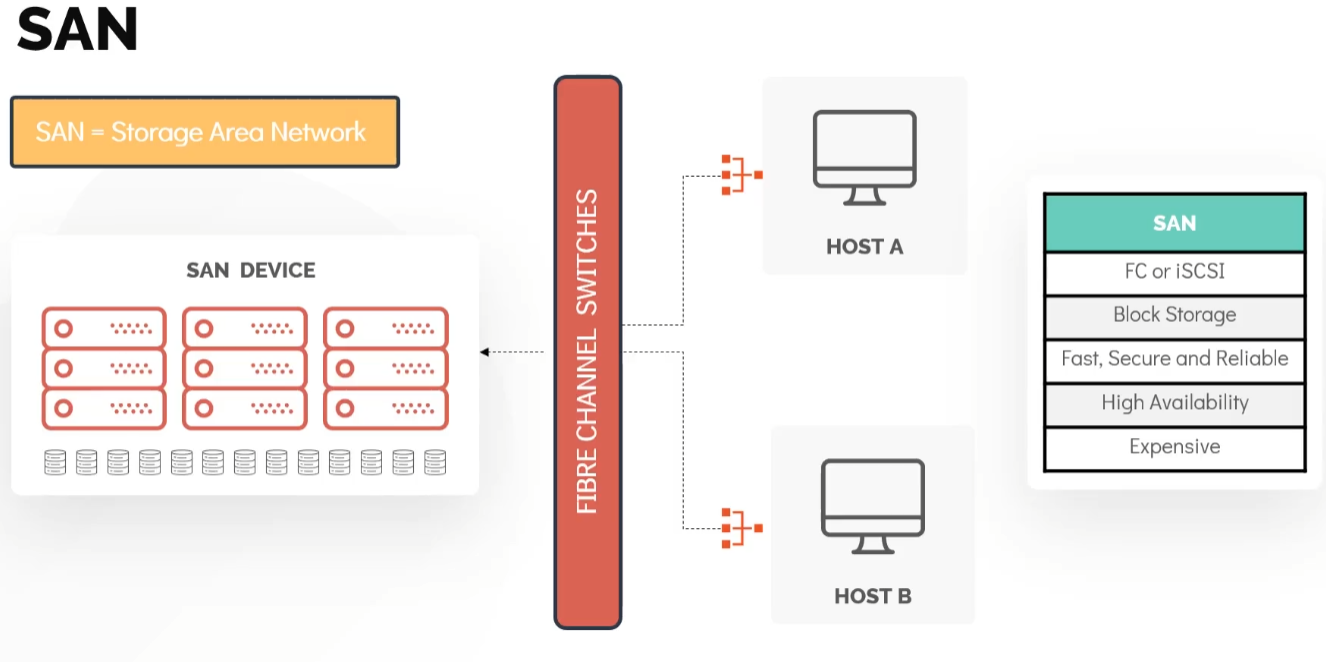 SAN
SAN = Storage Area Network
SAN DEVICE
FIBRE CHANNEL SWITCHES
HOST A
HOST B
SAN
FC or iSCSI
Block Storage
Fast, Secure and Reliable
High Availability
Expensive